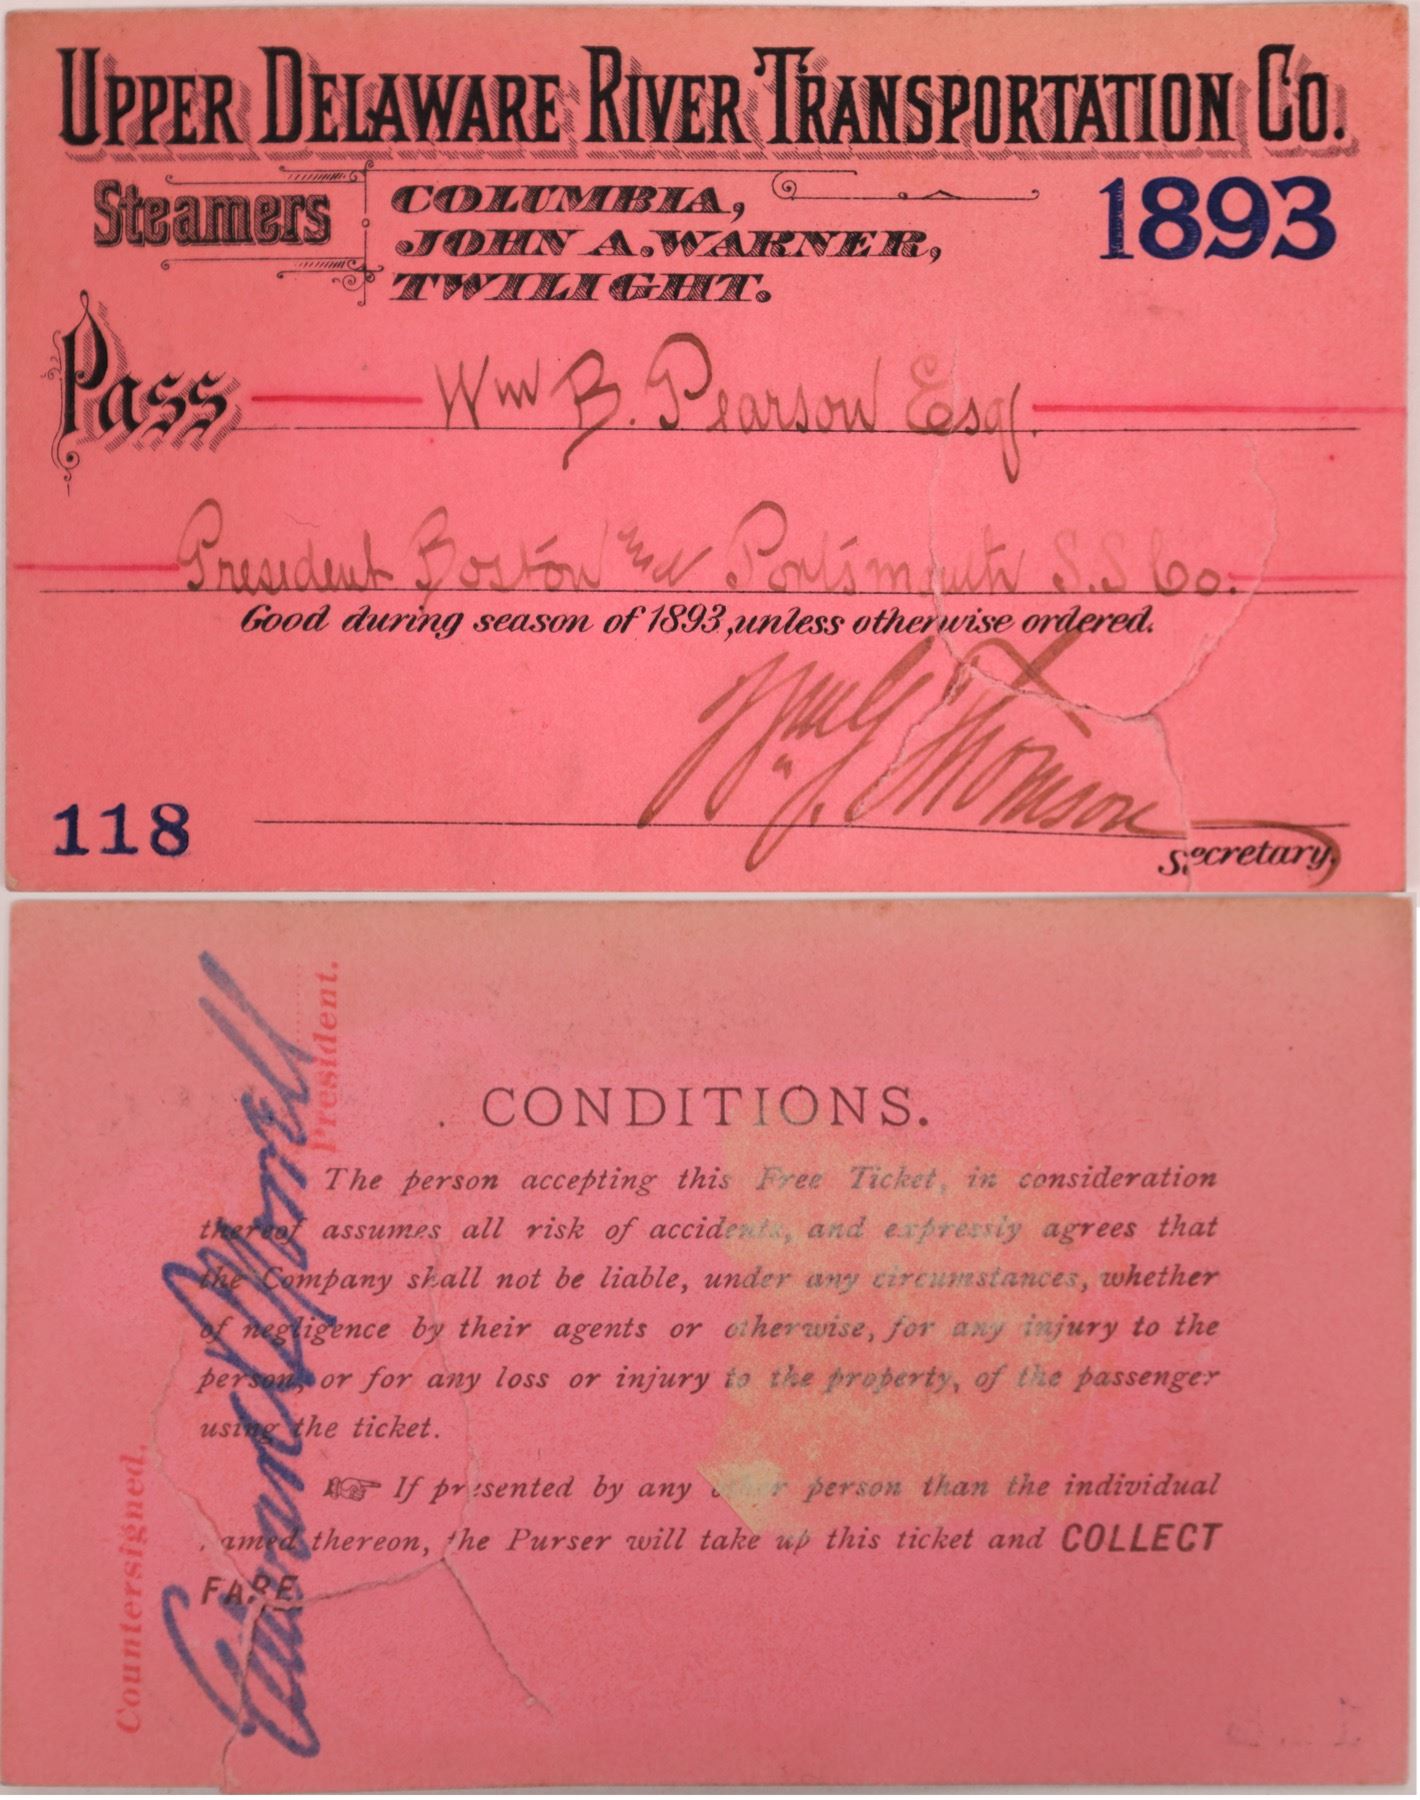 UPPER DELAWARE RIVER TRANSPORTATION CO.
Steamers
COLUMBIA,
JOHN A. WARNER,
TWILIGHT.
1893
Pass Wm B. Pearson Esq.
President Boston and Portsmouth S.S Co.
Good during season of 1893, unless otherwise ordered.
Thomson
118
Secretary.
President.
Countersigned.
CONDITIONS.
The person accepting this Free Ticket, in consideration
thereof assumes all risk of accidents, and expressly agrees that
the Company shall not be liable, under any circumstances, whether
of negligence by their agents or otherwise, for any injury to the
person, or for any loss or injury to the property, of the passenger
using the ticket.
☞ If presented by any other person than the individual
named thereon, the Purser will take up this ticket and COLLECT
FARE.